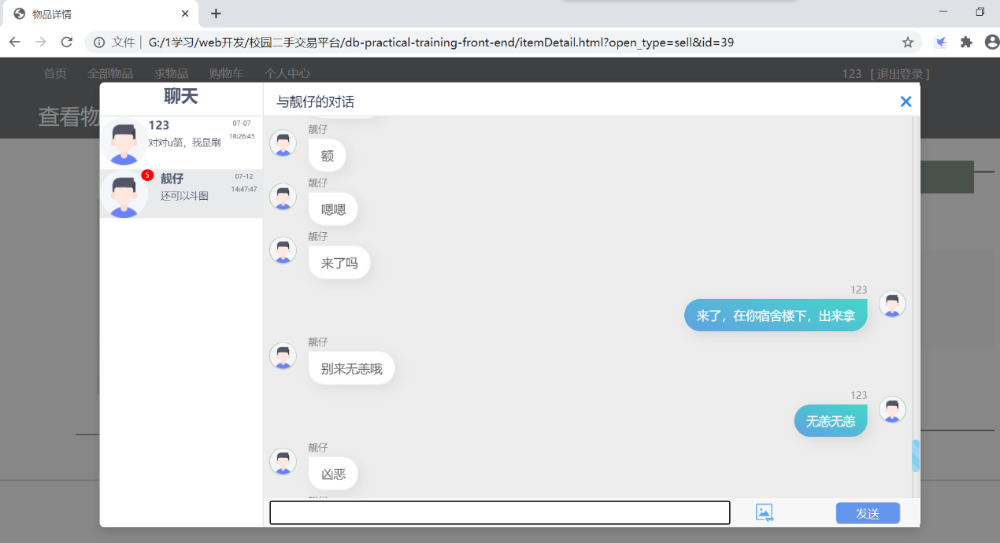 物品详情
文件 | G:/1学习/web开发/校园二手交易平台/db-practical-training-front-end/itemDetail.html?open_type=sell&id=39
首页 全部物品 求物品 购物车 个人中心 123 [ 退出登录 ]
查看物
聊天
123 07-07
对对u第，我是刷 18:26:45
5 靓仔 07-12
还可以斗图 14:47:47
与靓仔的对话
靓仔
额
靓仔
嗯嗯
靓仔
来了吗
123
来了，在你宿舍楼下，出来拿
靓仔
别来无恙哦
123
无恙无恙
靓仔
凶恶
发送